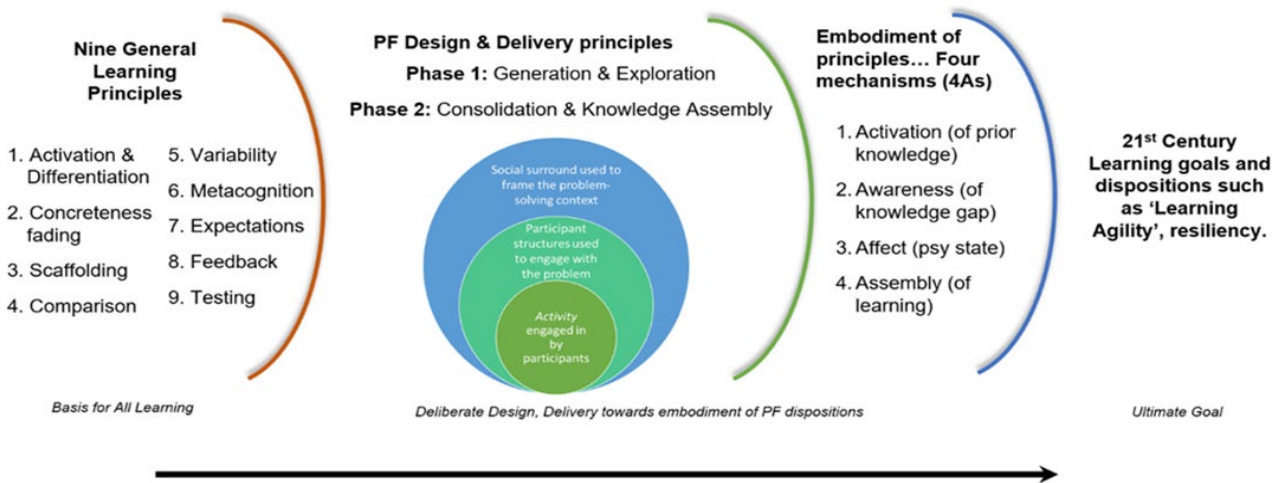 Nine General
Learning
Principles
1. Activation &
Differentiation
2. Concreteness
fading
3. Scaffolding
4. Comparison
5. Variability
6. Metacognition
7. Expectations
8. Feedback
9. Testing
Basis for All Learning
PF Design & Delivery principles
Phase 1: Generation & Exploration
Phase 2: Consolidation & Knowledge Assembly
Social surround used to
frame the problem-
solving context
Participant
structures used
to engage with
the problem
Activity
engaged in
by
participants
Deliberate Design, Delivery towards embodiment of PF dispositions
Embodiment of
principles... Four
mechanisms (4As)
1. Activation (of prior
knowledge)
2. Awareness (of
knowledge gap)
3. Affect (psy state)
4. Assembly (of
learning)
21st Century
Learning goals and
dispositions such
as ‘Learning
Agility’, resiliency.
Ultimate Goal